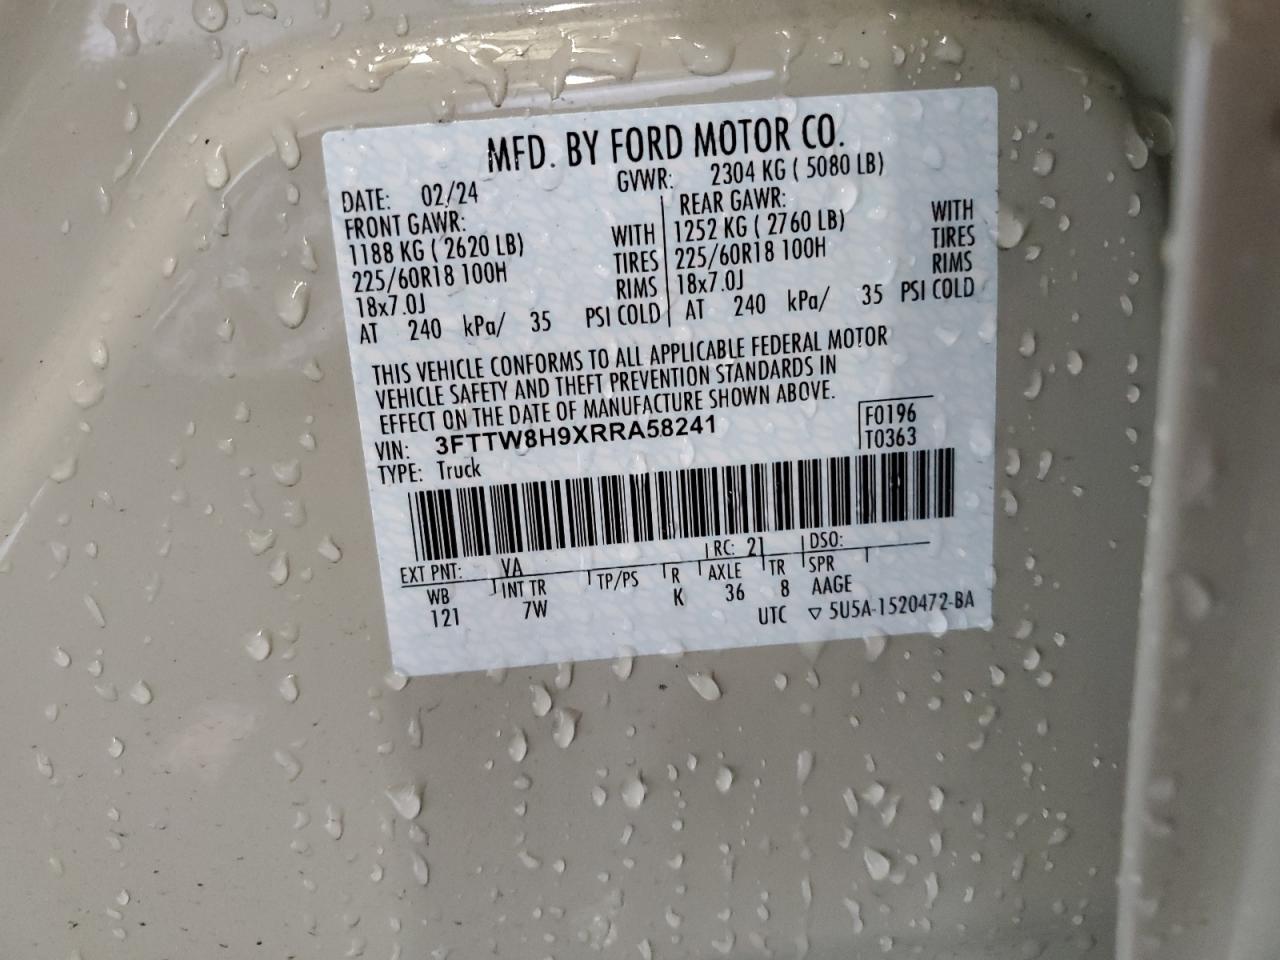 MFD. BY FORD MOTOR CO.
DATE: 02/24 GVWR: 2304 KG ( 5080 LB)
FRONT GAWR: REAR GAWR:
1188 KG ( 2620 LB) WITH 1252 KG ( 2760 LB) WITH
225/60R18 100H TIRES 225/60R18 100H TIRES
18x7.0J RIMS 18x7.0J RIMS
AT 240 kPa/ 35 PSI COLD AT 240 kPa/ 35 PSI COLD
THIS VEHICLE CONFORMS TO ALL APPLICABLE FEDERAL MOTOR
VEHICLE SAFETY AND THEFT PREVENTION STANDARDS IN
EFFECT ON THE DATE OF MANUFACTURE SHOWN ABOVE.
VIN: 3FTTW8H9XRRA58241 F0196
TYPE: Truck T0363
EXT PNT: YA RC: 21 DSO:
WB INT TR TP/PS R AXLE TR SPR
121 7W K 36 8 AAGE
UTC ▽ 5U5A-1520472-BA